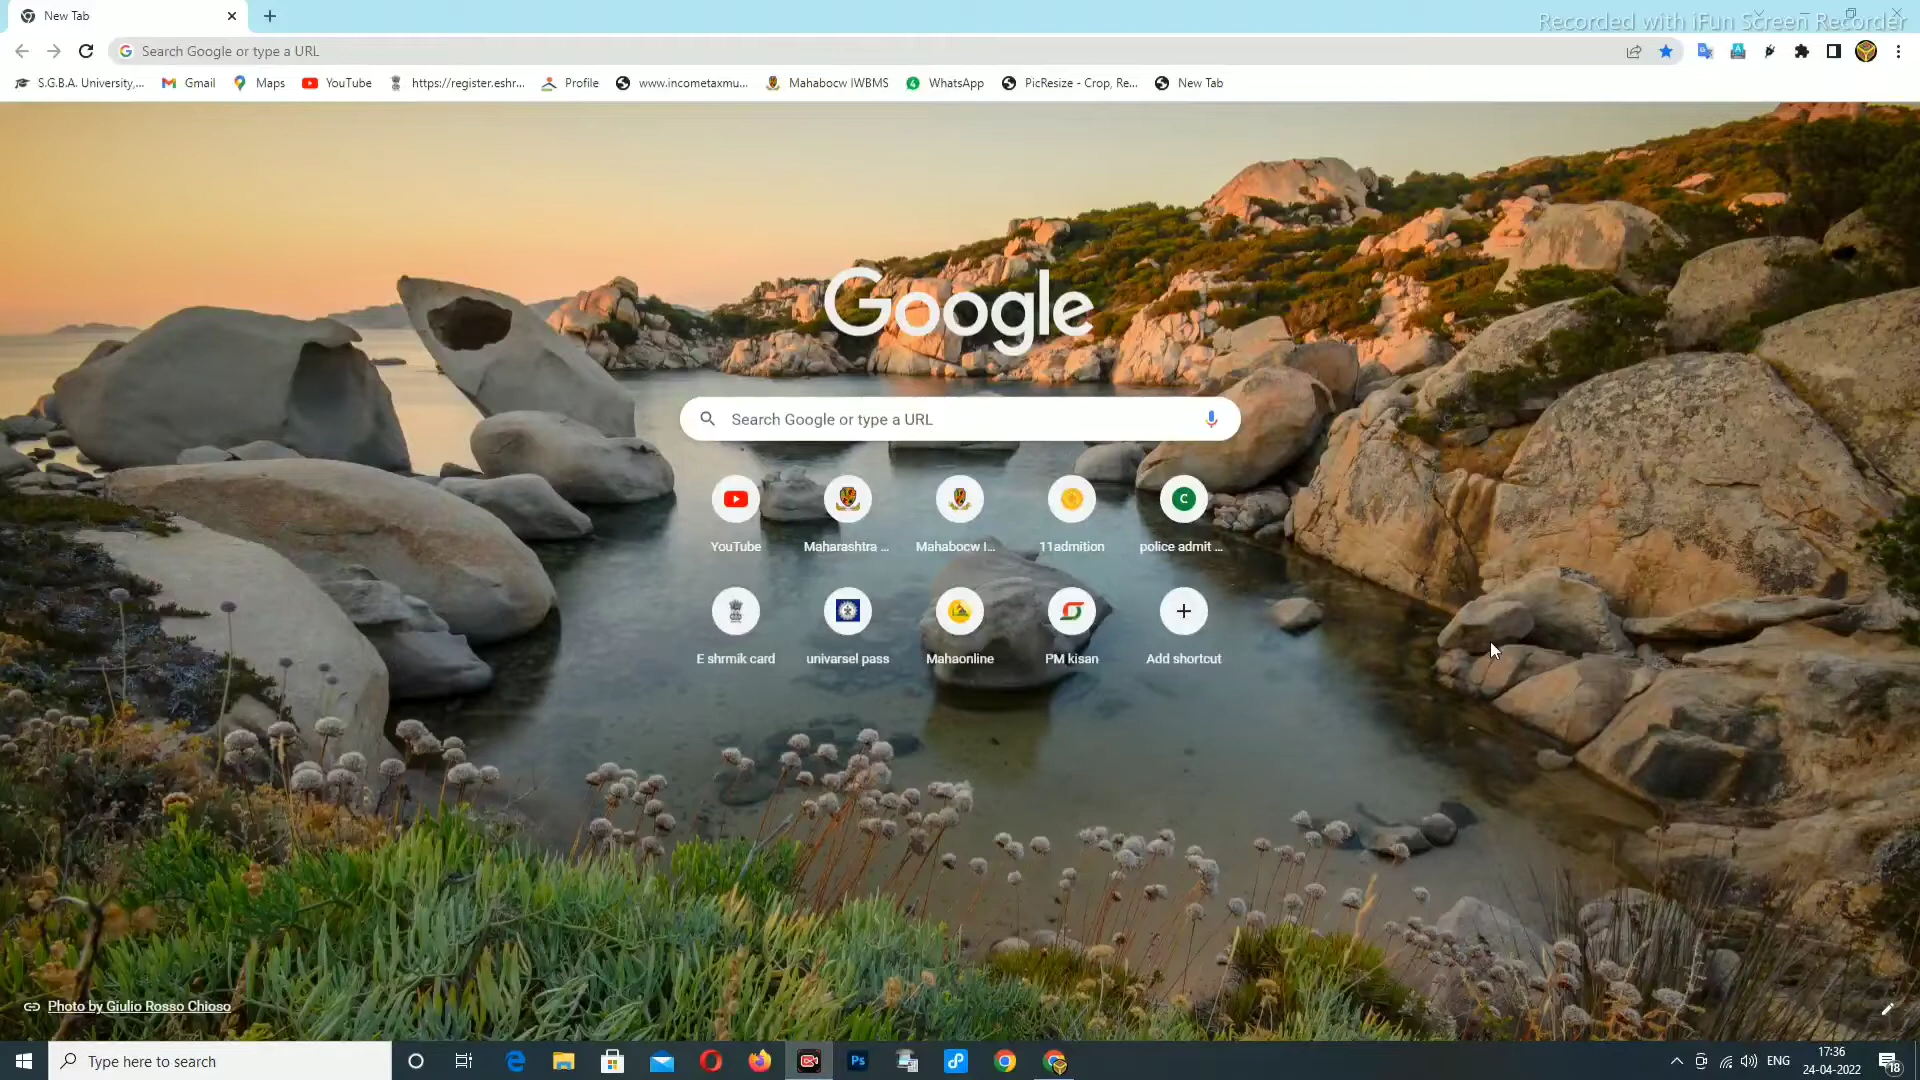 New Tab
Recorded with iFun Screen Recorder
Search Google or type a URL
S.G.B.A. University,... Gmail Maps YouTube https://register.eshr... Profile www.incometaxmu... Mahabocw IWBMS WhatsApp PicResize - Crop, Re... New Tab
Google
Search Google or type a URL
YouTube Maharashtra ... Mahabocw I... 11admition police admit ...
C
E shrmik card univarsel pass Mahaonline PM kisan Add shortcut
Photo by Giulio Rosso Chioso
Type here to search
Ps
ENG
17:36
24-04-2022
18